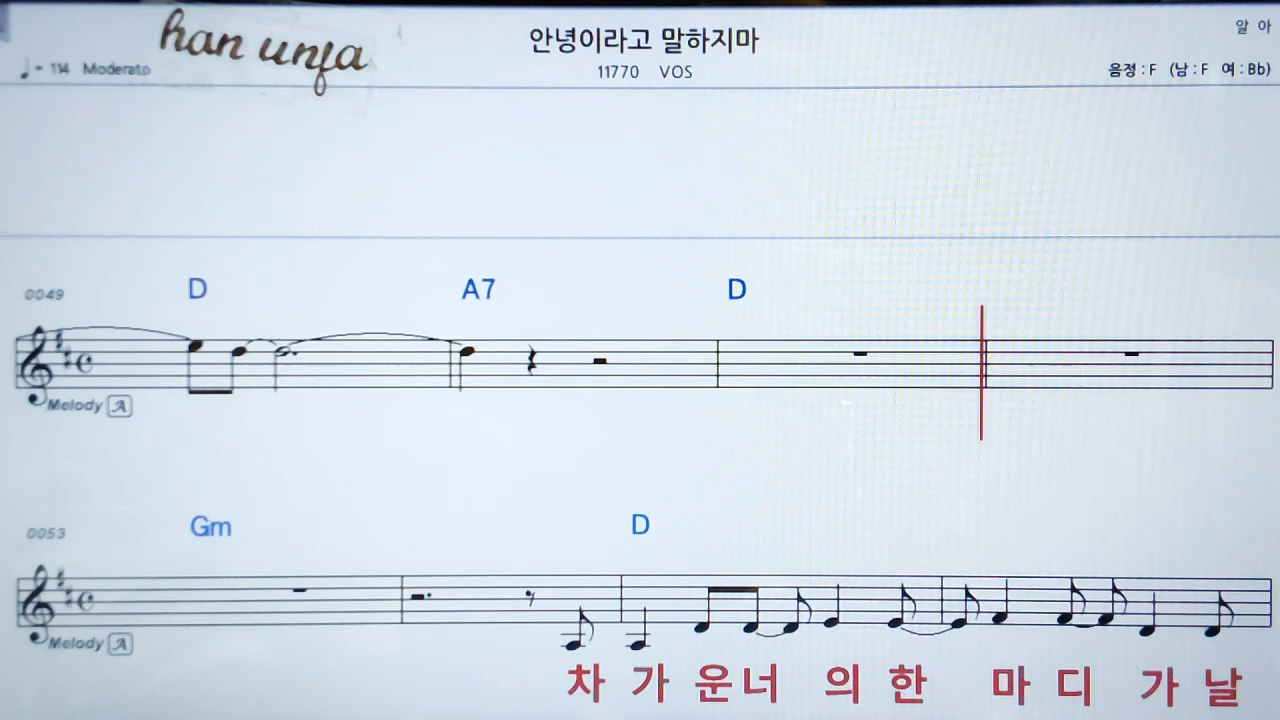 han unja
안녕이라고 말하지마
알 아
♩= 114 Moderato
11770 VOS
음정 : F (남 : F 여 : Bb)
0049 D A7 D
Melody A
0053 Gm D
Melody A
차 가 운 너 의 한 마 디 가 날